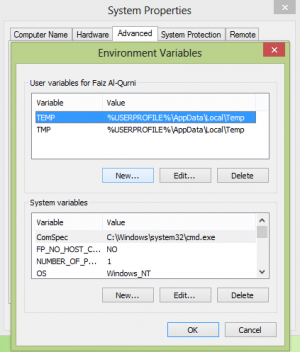 System Properties
Computer Name Hardware Advanced System Protection Remote
Environment Variables
User variables for Faiz Al-Qurni
Variable Value
TEMP %USERPROFILE%\AppData\Local\Temp
TMP %USERPROFILE%\AppData\Local\Temp
New... Edit... Delete
System variables
Variable Value
ComSpec C:\Windows\system32\cmd.exe
FP_NO_HOST_C... NO
NUMBER_OF_P... 1
OS Windows_NT
New... Edit... Delete
OK Cancel